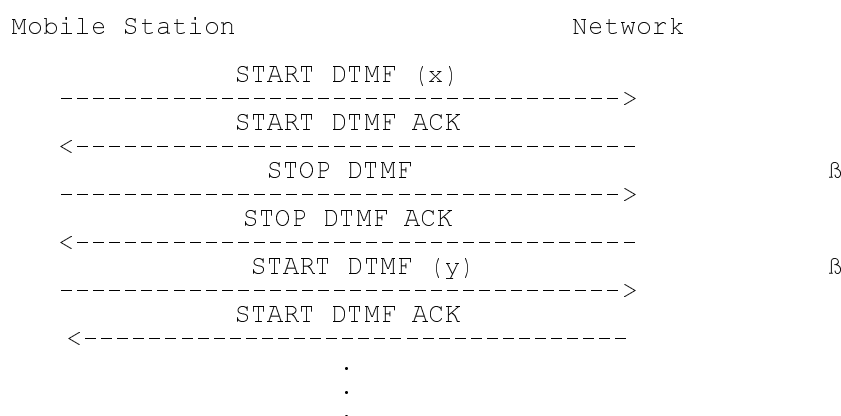 Mobile Station Network
START DTMF (x)
----------------------------------->
START DTMF ACK
<-----------------------------------
STOP DTMF ß
----------------------------------->
STOP DTMF ACK
<-----------------------------------
START DTMF (y) ß
----------------------------------->
START DTMF ACK
<----------------------------------
.
.
.